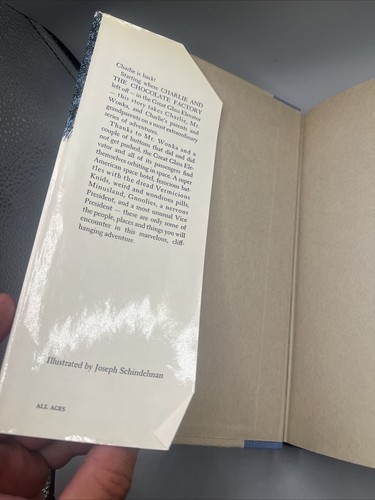 Charlie is back!
Starting where CHARLIE AND
THE CHOCOLATE FACTORY
left off — in the Great Glass Elevator
— this story takes Charlie, Mr.
Wonka, and Charlie's parents and
grandparents on a most extraordinary
series of adventures.
Thanks to Mr. Wonka and a
couple of buttons that did and did
not get pushed, the Great Glass Ele-
vator and all of its passengers find
themselves orbiting in space. A super
American space hotel, ferocious bat-
tles with the dread Vermicious
Knids, weird and wondrous pills,
Minusland, Gnoolies, a nervous
President, and a most unusual Vice
President — these are only some of
the people, places and things you will
encounter in this marvelous, cliff-
hanging adventure.
Illustrated by Joseph Schindelman
ALL AGES